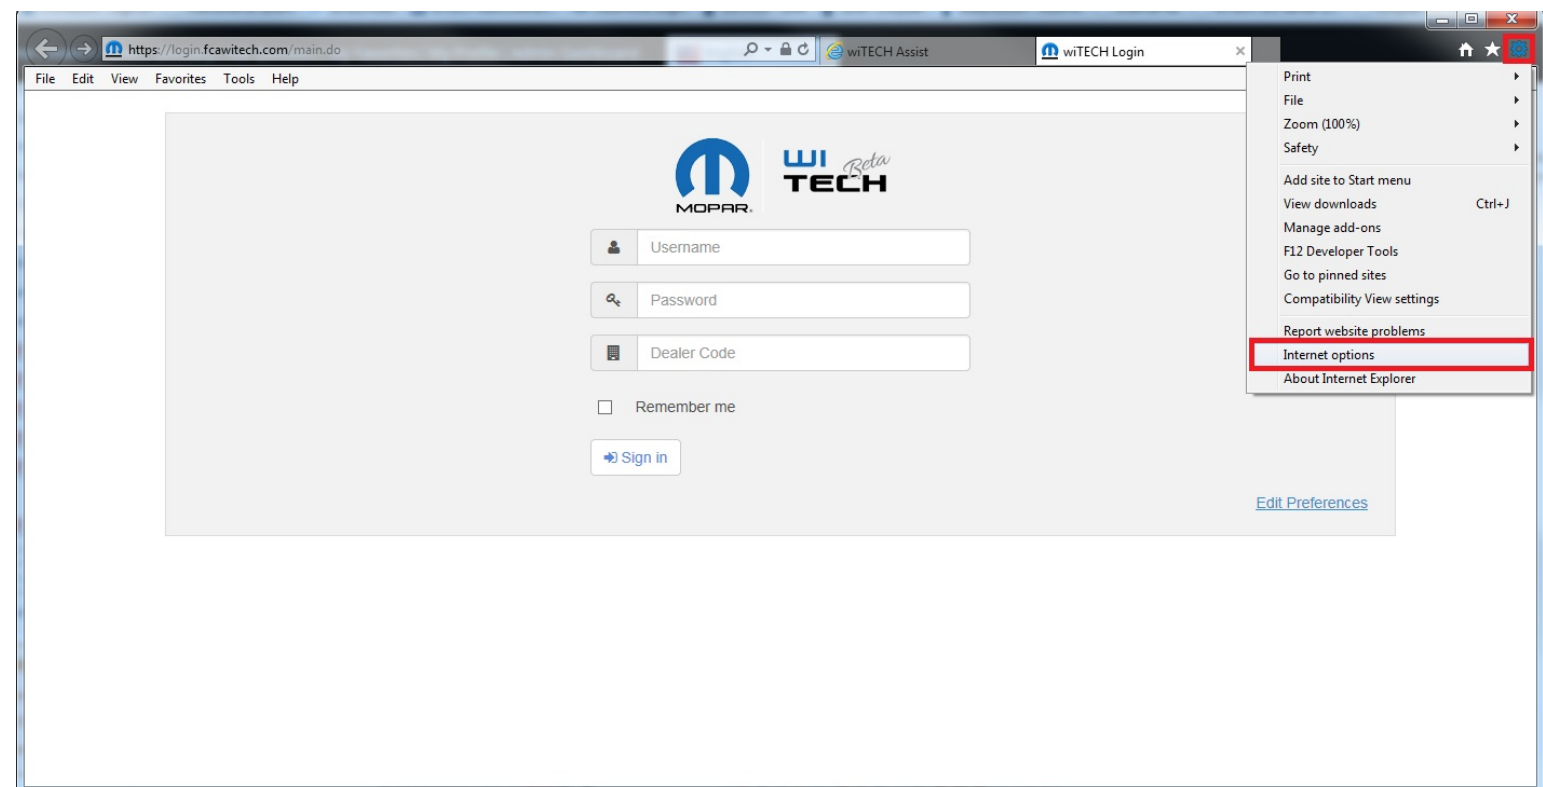 https://login.fcawitech.com/main.do
wiTECH Assist
wiTECH Login
File Edit View Favorites Tools Help
Print
File
Zoom (100%)
Safety
Add site to Start menu
View downloads Ctrl+J
Manage add-ons
F12 Developer Tools
Go to pinned sites
Compatibility View settings
Report website problems
Internet options
About Internet Explorer
MOPAR.
WI Beta
TECH
Username
Password
Dealer Code
Remember me
Sign in
Edit Preferences